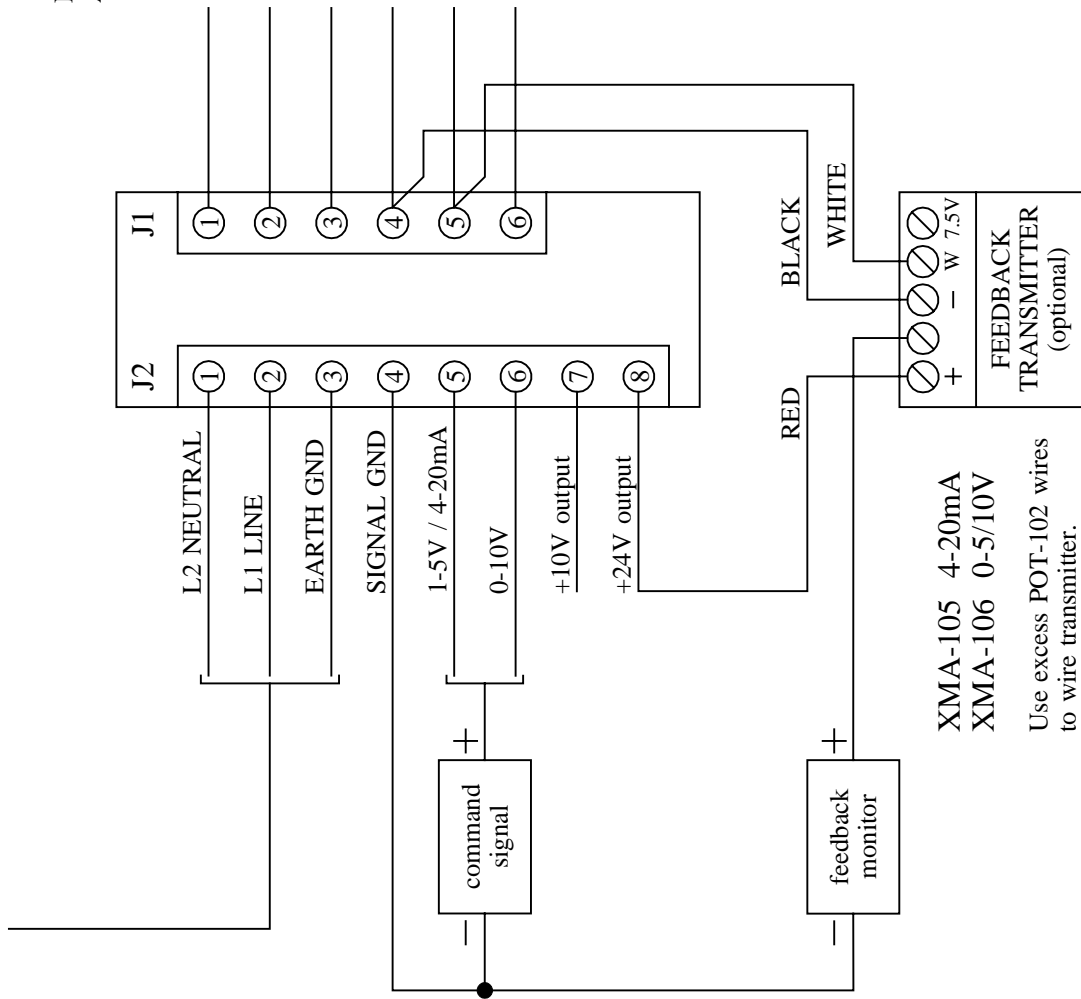 J1
1
2
3
4
5
6
J2
1
2
3
4
5
6
7
8
L2 NEUTRAL
L1 LINE
EARTH GND
SIGNAL GND
1-5V / 4-20mA
0-10V
+10V output
+24V output
BLACK
WHITE
RED
+
−
W
7.5V
FEEDBACK
TRANSMITTER
(optional)
+
command
signal
−
+
feedback
monitor
−
XMA-105 4-20mA
XMA-106 0-5/10V
Use excess POT-102 wires
to wire transmitter.